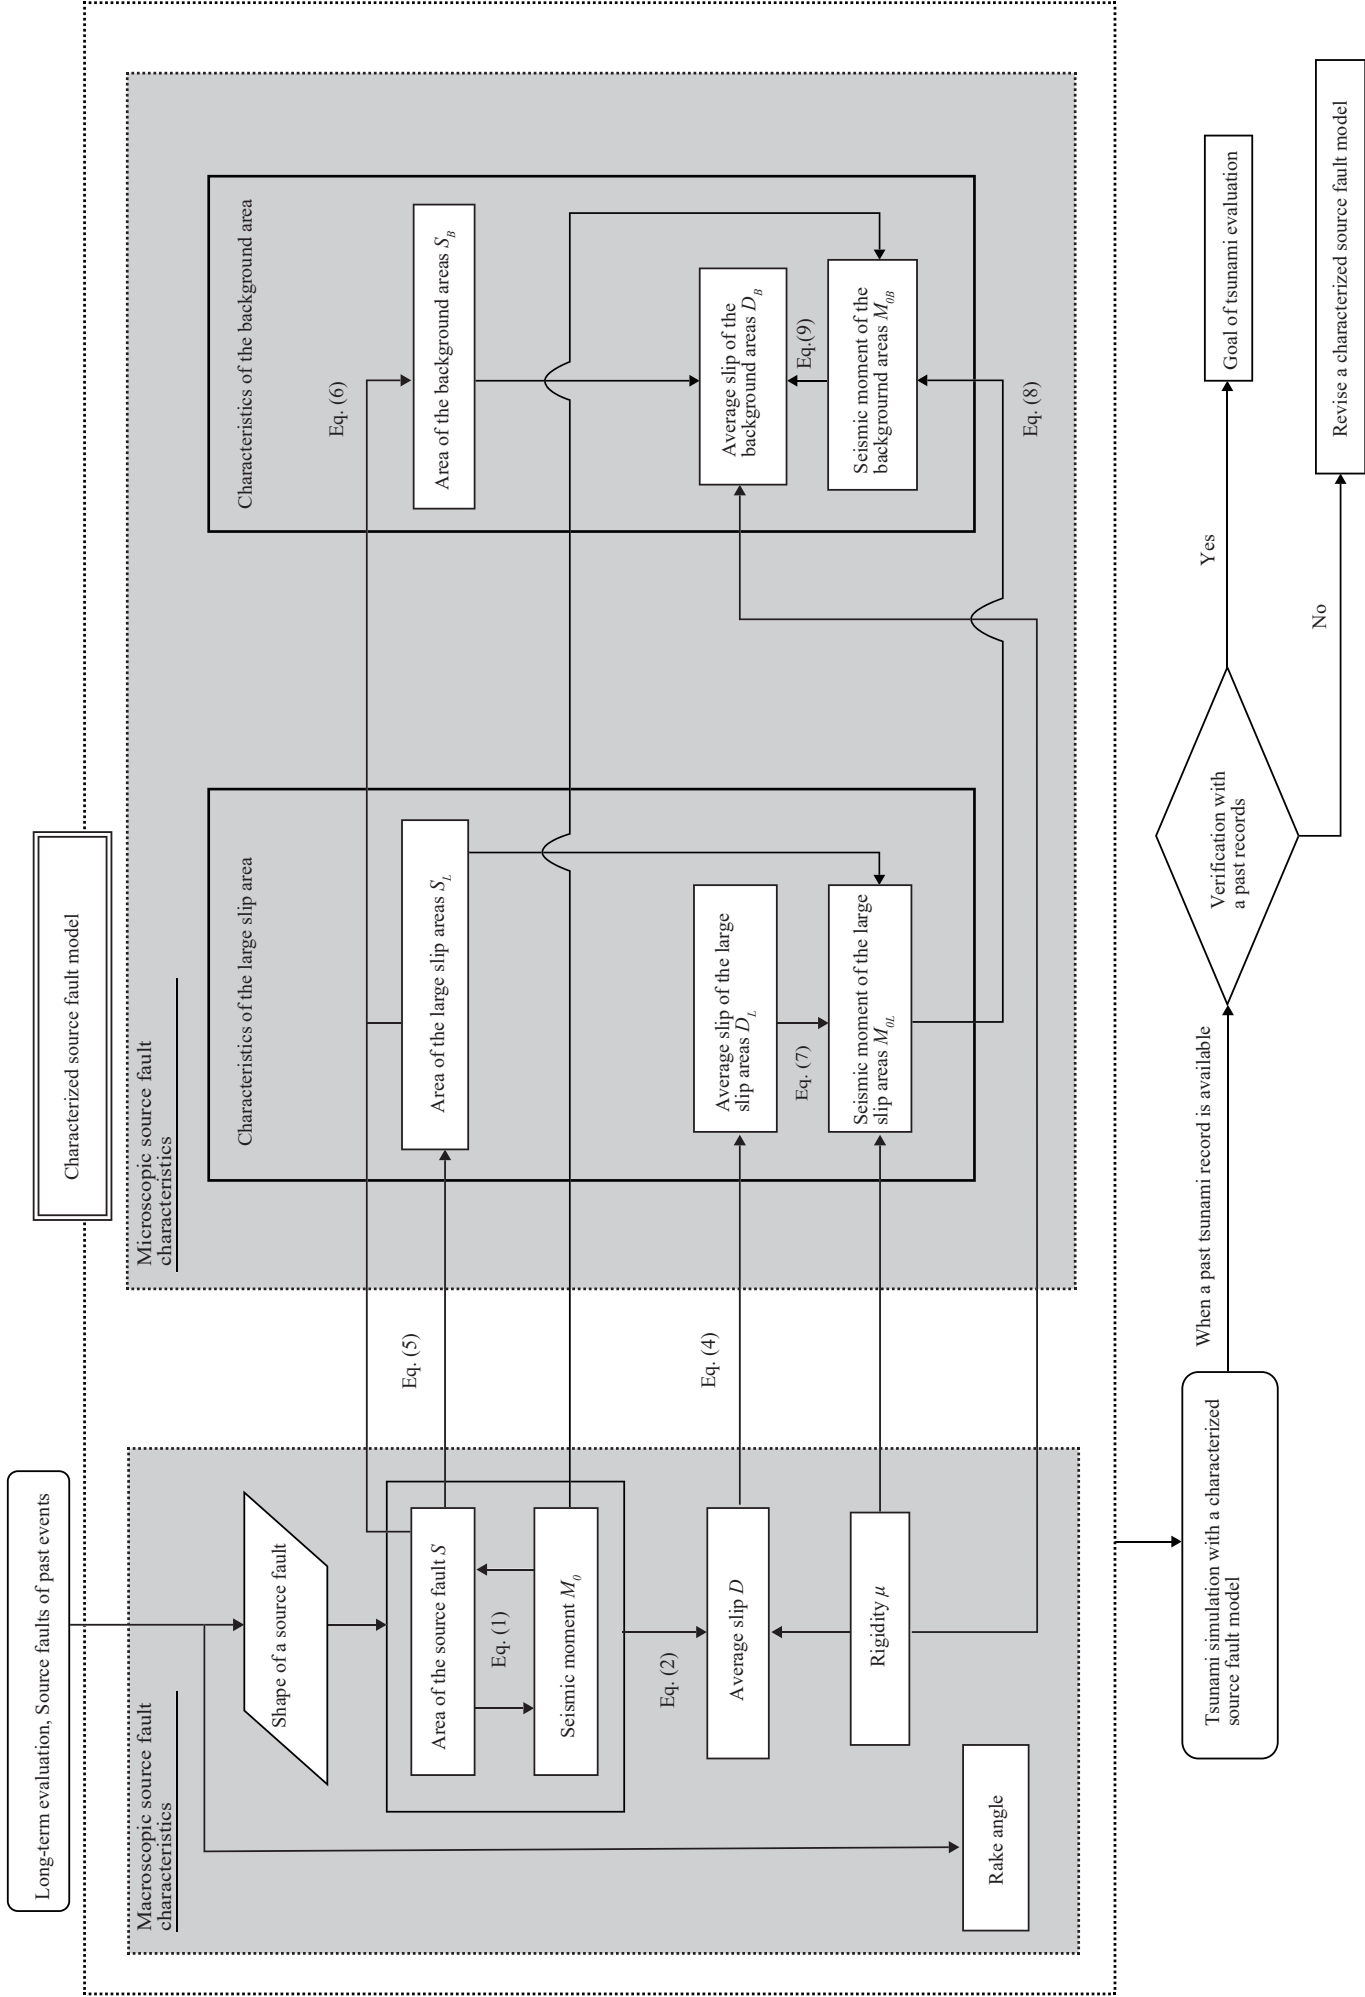 Long-term evaluation, Source faults of past events
Characterized source fault model
Macroscopic source fault
characteristics
Shape of a source fault
Area of the source fault S
Eq. (1)
Seismic moment M0
Eq. (2)
Average slip D
Rigidity μ
Rake angle
Eq. (5)
Eq. (4)
Microscopic source fault
characteristics
Characteristics of the large slip area
Area of the large slip areas SL
Average slip of the large
slip areas DL
Eq. (7)
Seismic moment of the large
slip areas M0L
Characteristics of the background area
Eq. (6)
Area of the background areas SB
Average slip of the
background areas DB
Eq.(9)
Seismic moment of the
backgournd areas M0B
Eq. (8)
Tsunami simulation with a characterized
source fault model
When a past tsunami record is available
Verification with
a past records
Yes
Goal of tsunami evaluation
No
Revise a characterized source fault model